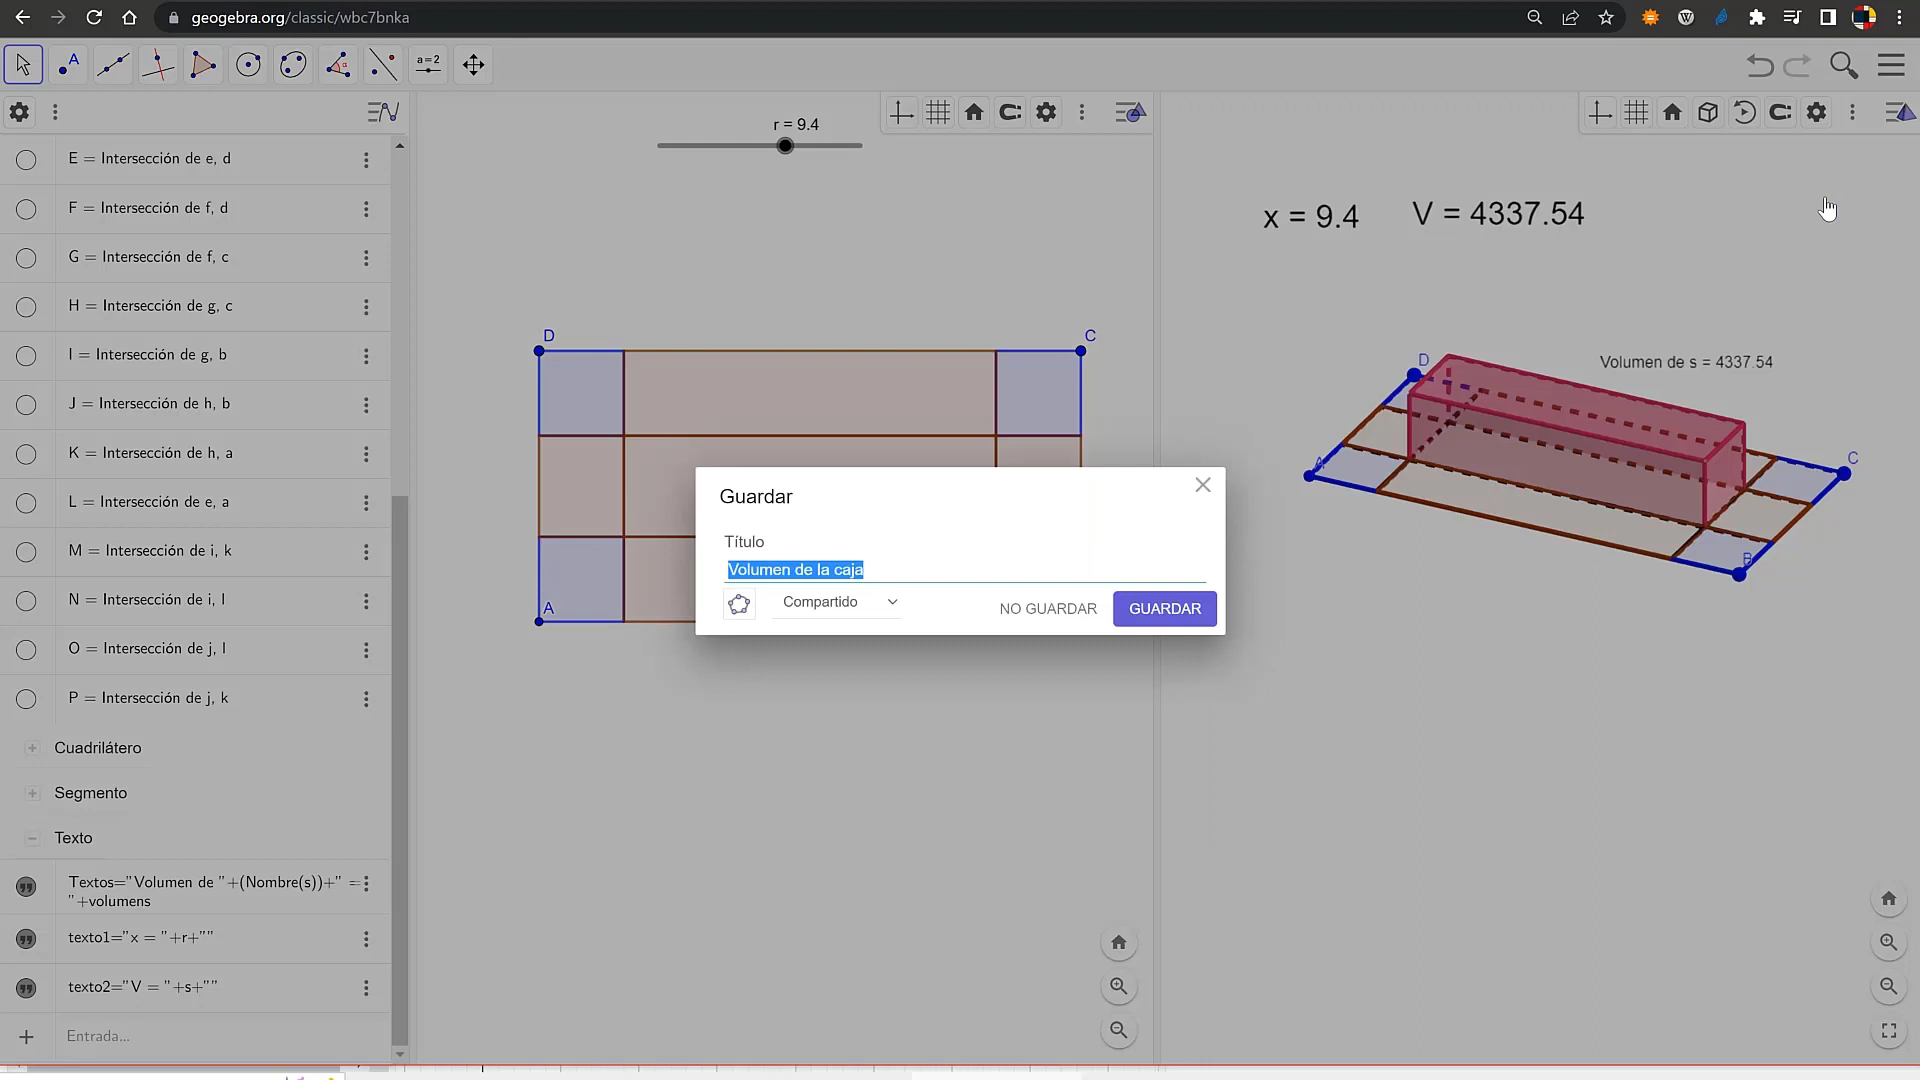 geogebra.org/classic/wbc7bnka
A
a=2
E = Intersección de e, d
F = Intersección de f, d
G = Intersección de f, c
H = Intersección de g, c
I = Intersección de g, b
J = Intersección de h, b
K = Intersección de h, a
L = Intersección de e, a
M = Intersección de i, k
N = Intersección de i, l
O = Intersección de j, l
P = Intersección de j, k
Cuadrilátero
Segmento
Texto
Textos="Volumen de "+(Nombre(s))+" =
"+volumens
texto1="x = "+r+""
texto2="V = "+s+""
Entrada...
r = 9.4
D
C
A
Guardar
Título
Volumen de la caja
Compartido
NO GUARDAR
GUARDAR
x = 9.4
V = 4337.54
Volumen de s = 4337.54
D
A
C
B